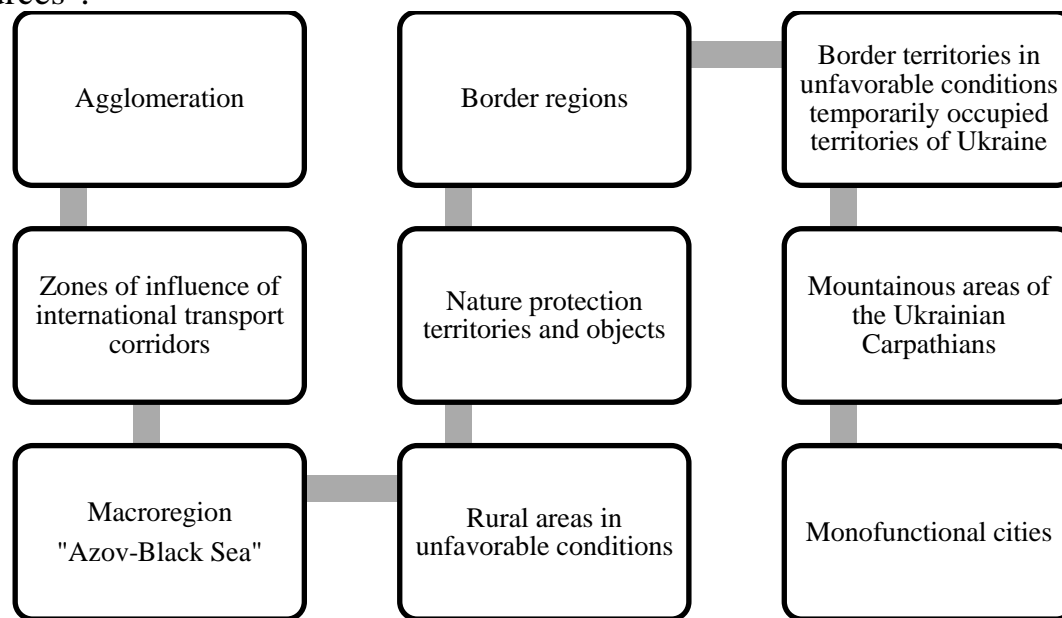 Agglomeration
Border regions
Border territories in
unfavorable conditions
temporarily occupied
territories of Ukraine
Zones of influence of
international transport
corridors
Nature protection
territories and objects
Mountainous areas of
the Ukrainian
Carpathians
Macroregion
"Azov-Black Sea"
Rural areas in
unfavorable conditions
Monofunctional cities